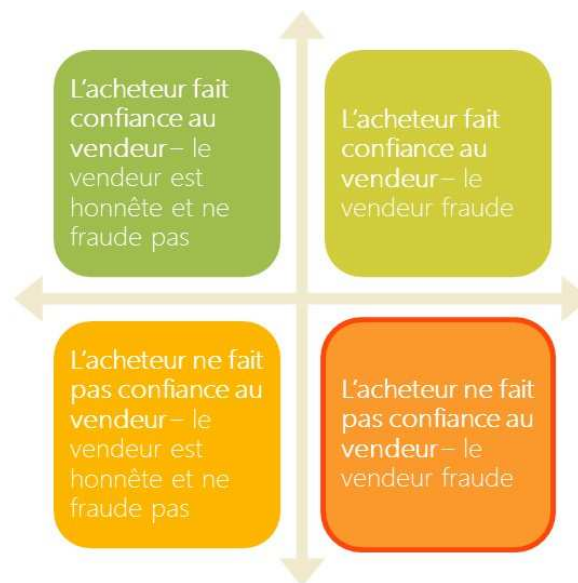 L'acheteur fait
confiance au
vendeur– le
vendeur est
honnête et ne
fraude pas
L'acheteur fait
confiance au
vendeur– le
vendeur fraude
L'acheteur ne fait
pas confiance au
vendeur– le
vendeur est
honnête et ne
fraude pas
L'acheteur ne fait
pas confiance au
vendeur– le
vendeur fraude